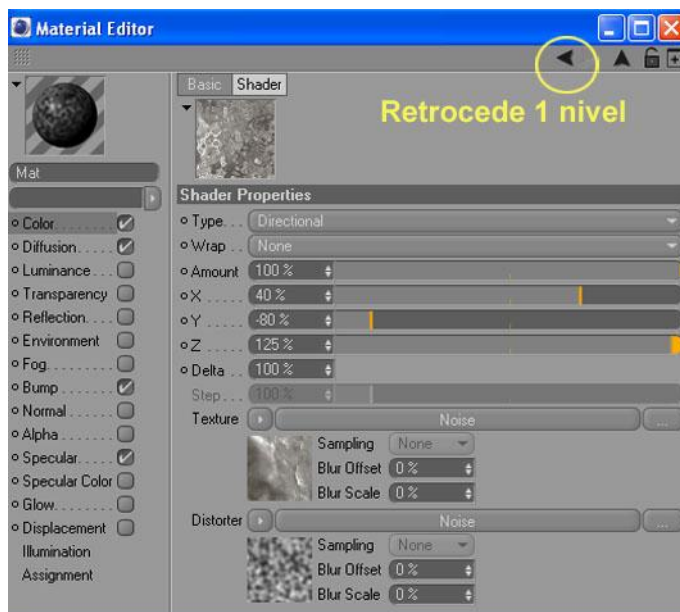 Material Editor
Retrocede 1 nivel
Mat
Color
Diffusion
Luminance
Transparency
Reflection
Environment
Fog
Bump
Normal
Alpha
Specular
Specular Color
Glow
Displacement
Illumination
Assignment
Basic Shader
Shader Properties
Type Directional
Wrap None
Amount 100 %
X 40 %
Y -80 %
Z 125 %
Delta 100 %
Step 100 %
Texture Noise ...
Sampling None
Blur Offset 0 %
Blur Scale 0 %
Distorter Noise ...
Sampling None
Blur Offset 0 %
Blur Scale 0 %